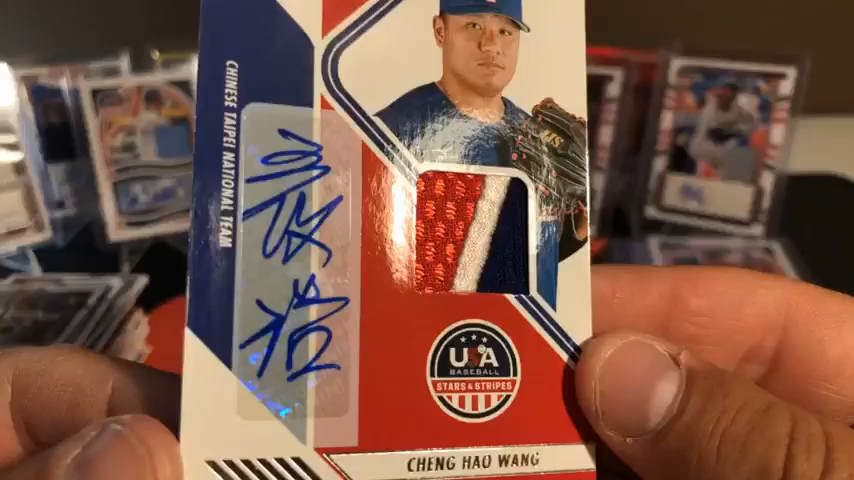 CHINESE TAIPEI NATIONAL TEAM
USA
BASEBALL
STARS & STRIPES
CHENG HAO WANG